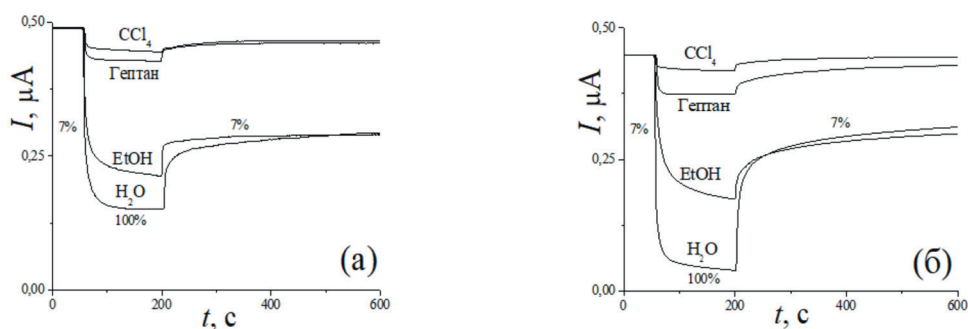 0,50
0,25
0,00
I, μA
CCl4
Гептан
7%
7%
EtOH
H2O
100%
(а)
0
200
400
600
t, с
0,50
0,25
0,00
I, μA
CCl4
Гептан
7%
7%
EtOH
H2O
100%
(б)
0
200
400
600
t, с